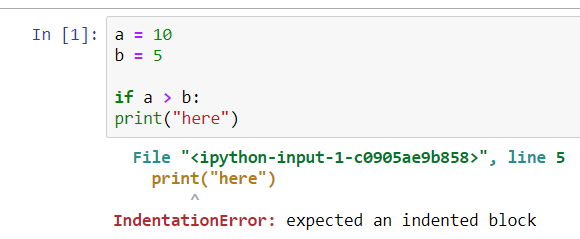 In [1]: a = 10
b = 5
if a > b:
print("here")
File "<ipython-input-1-c0905ae9b858>", line 5
print("here")
^
IndentationError: expected an indented block